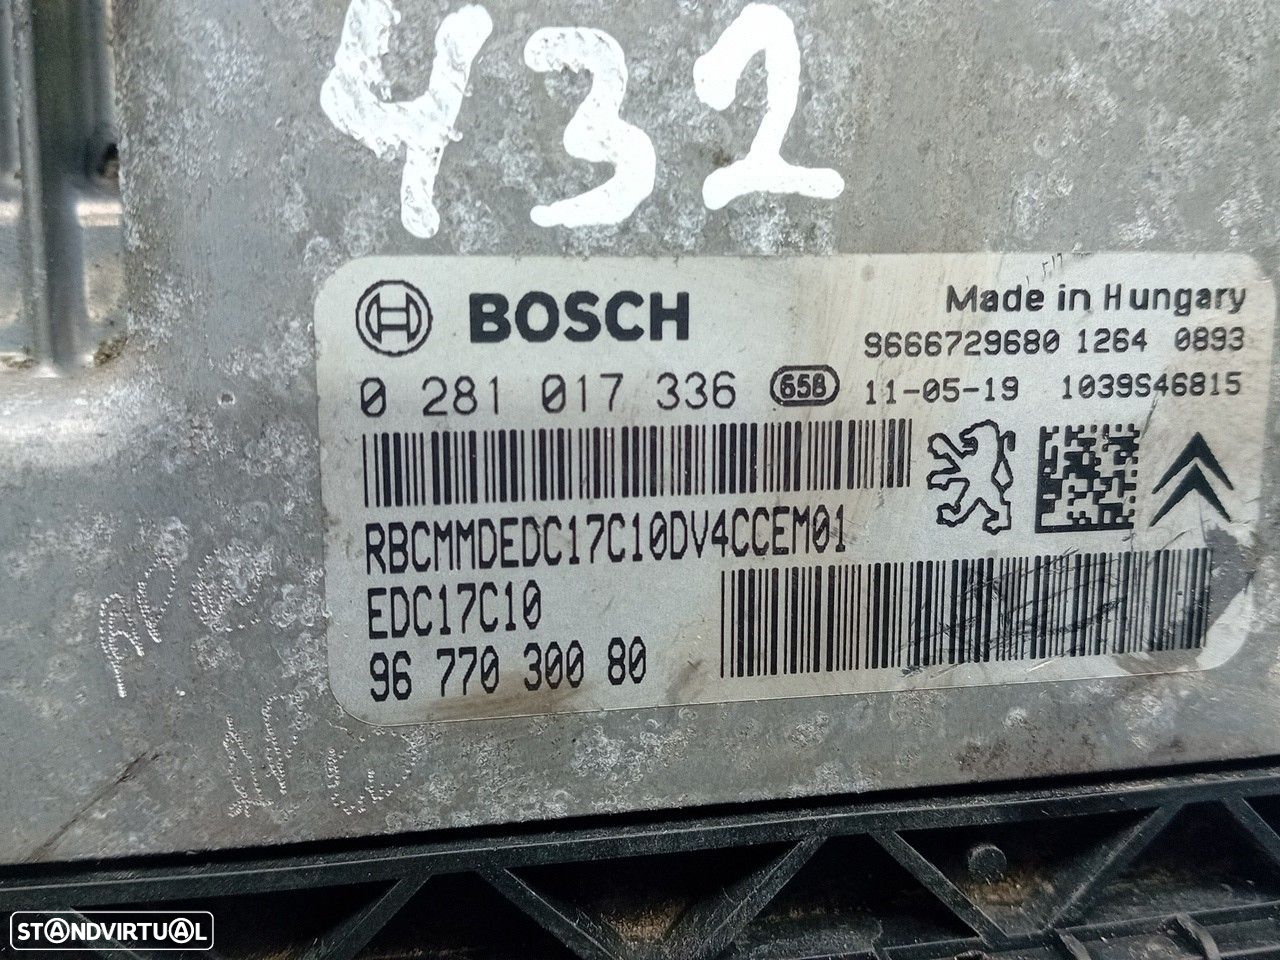 432
BOSCH
Made in Hungary
9666729680 1264 0893
0 281 017 336 658 11-05-19 1039S46815
RBCMMDEDC17C10DV4CCEM01
EDC17C10
96 770 300 80
STANDVIRTUAL